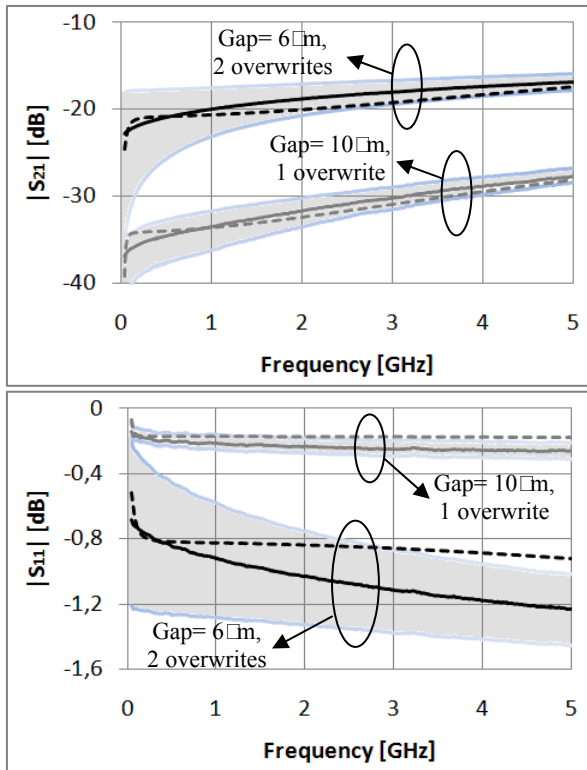 -10
Gap= 6□m,
2 overwrites
-20
Gap= 10□m,
1 overwrite
-30
-40
|S21| [dB]
0 1 2 3 4 5
Frequency [GHz]
0
-0,4
Gap= 10□m,
1 overwrite
-0,8
-1,2
Gap= 6□m,
2 overwrites
-1,6
|S11| [dB]
0 1 2 3 4 5
Frequency [GHz]